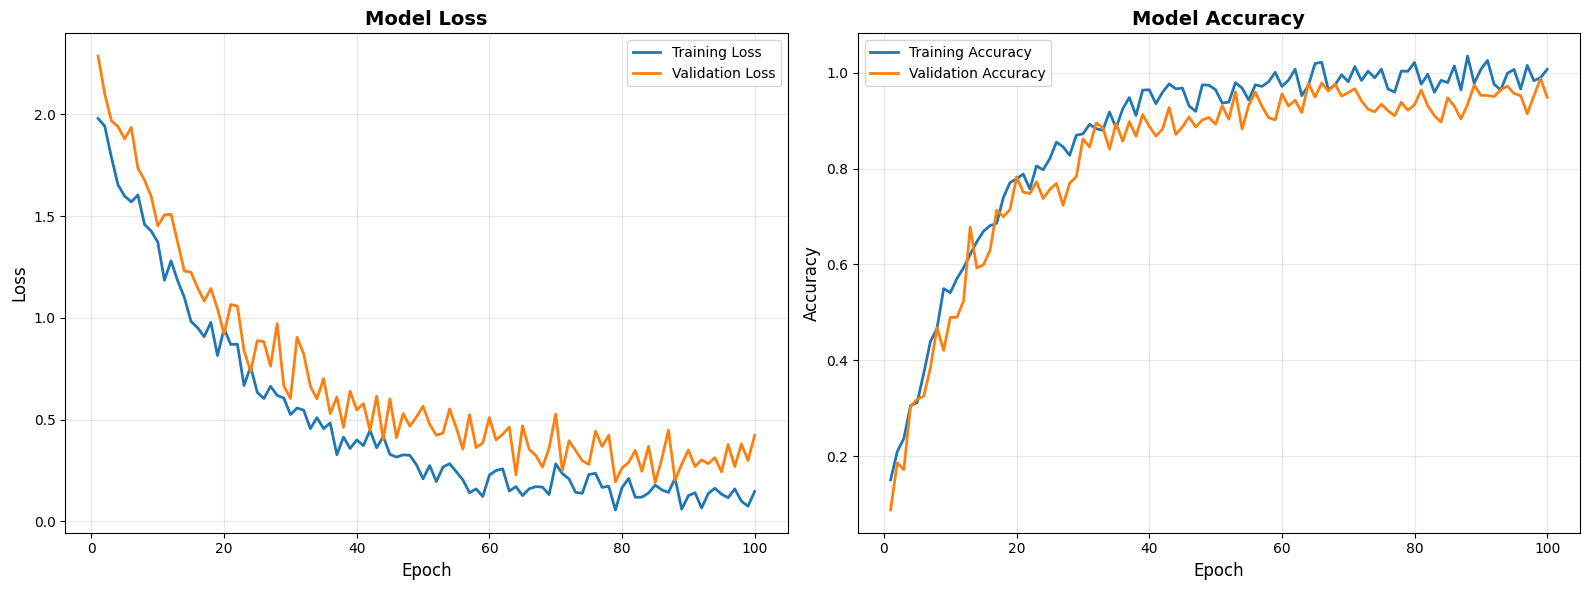 Model Loss
Training Loss
Validation Loss
2.0
1.5
1.0
0.5
0.0
Loss
0 20 40 60 80 100
Epoch
Model Accuracy
Training Accuracy
Validation Accuracy
1.0
0.8
0.6
0.4
0.2
Accuracy
0 20 40 60 80 100
Epoch